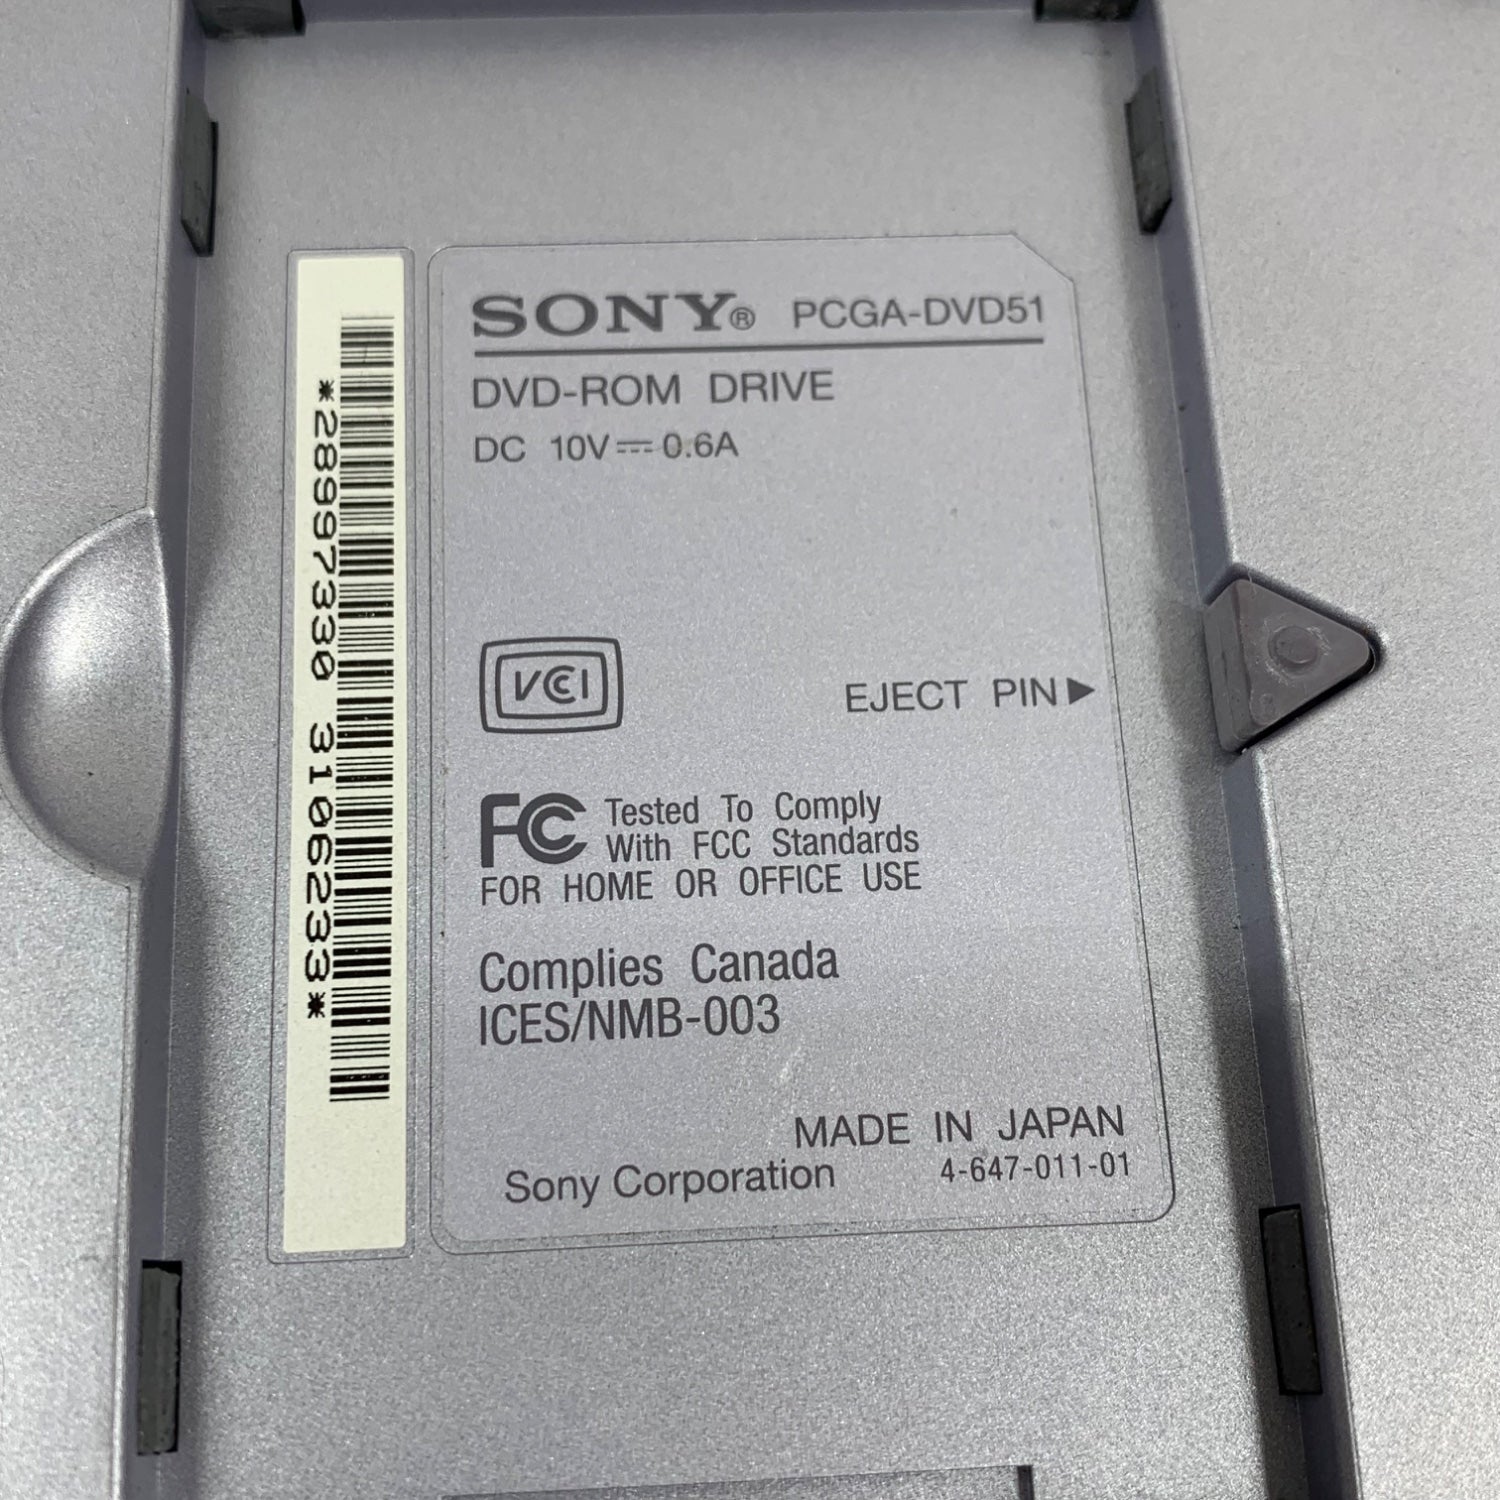 *28997330 3106233*
SONY® PCGA-DVD51
DVD-ROM DRIVE
DC 10V⎓0.6A
VCCI
EJECT PIN▶
FC Tested To Comply
With FCC Standards
FOR HOME OR OFFICE USE
Complies Canada
ICES/NMB-003
MADE IN JAPAN
Sony Corporation 4-647-011-01